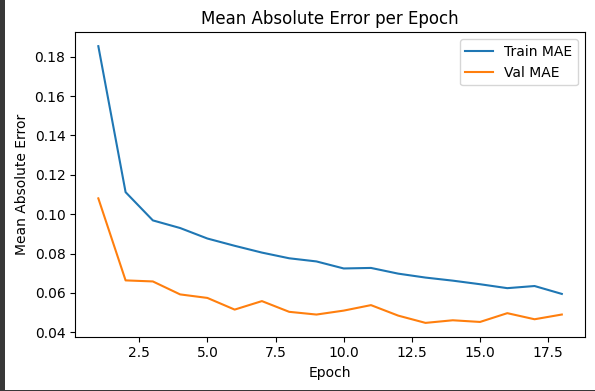 Mean Absolute Error per Epoch
Train MAE
Val MAE
0.18
0.16
0.14
0.12
0.10
0.08
0.06
0.04
Mean Absolute Error
2.5 5.0 7.5 10.0 12.5 15.0 17.5
Epoch